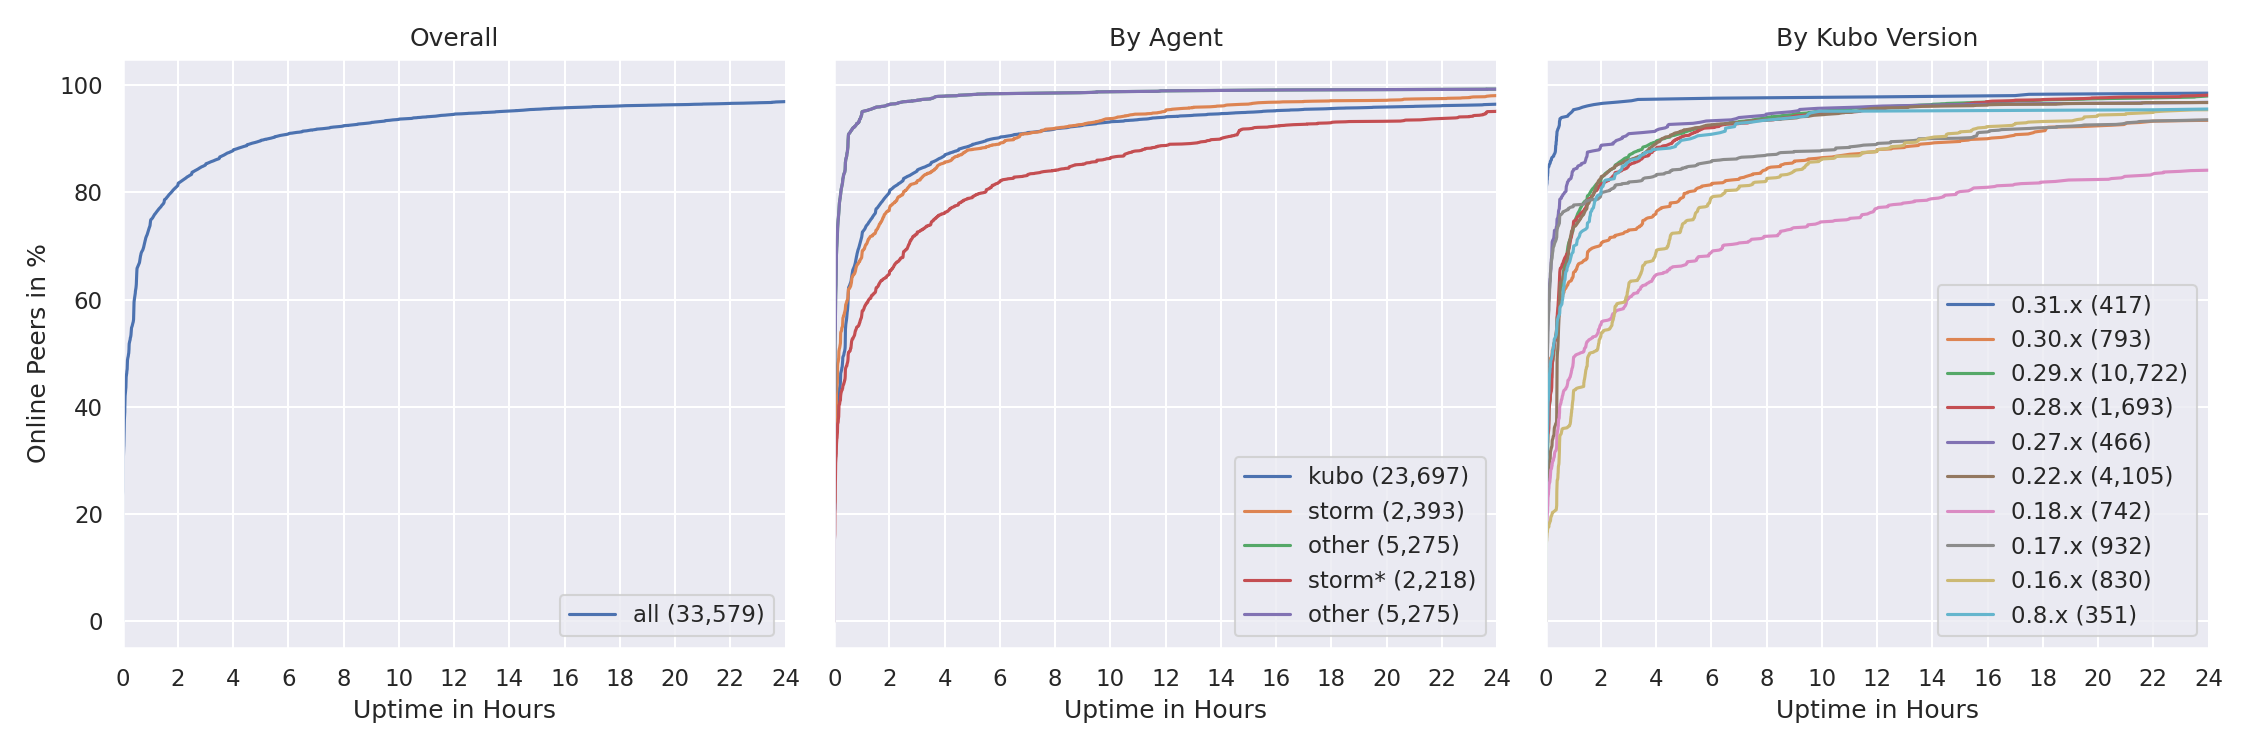 Overall
By Agent
By Kubo Version
Online Peers in %
100
80
60
40
20
0
all (33,579)
kubo (23,697)
storm (2,393)
other (5,275)
storm* (2,218)
other (5,275)
0.31.x (417)
0.30.x (793)
0.29.x (10,722)
0.28.x (1,693)
0.27.x (466)
0.22.x (4,105)
0.18.x (742)
0.17.x (932)
0.16.x (830)
0.8.x (351)
0 2 4 6 8 10 12 14 16 18 20 22 24
0 2 4 6 8 10 12 14 16 18 20 22 24
0 2 4 6 8 10 12 14 16 18 20 22 24
Uptime in Hours
Uptime in Hours
Uptime in Hours